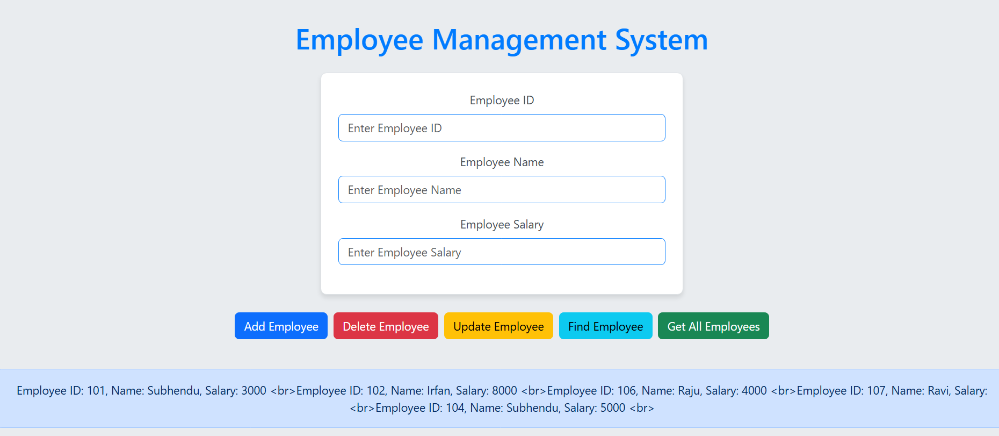 Employee Management System
Employee ID
Enter Employee ID
Employee Name
Enter Employee Name
Employee Salary
Enter Employee Salary
Add Employee Delete Employee Update Employee Find Employee Get All Employees
Employee ID: 101, Name: Subhendu, Salary: 3000 <br>Employee ID: 102, Name: Irfan, Salary: 8000 <br>Employee ID: 106, Name: Raju, Salary: 4000 <br>Employee ID: 107, Name: Ravi, Salary:
<br>Employee ID: 104, Name: Subhendu, Salary: 5000 <br>